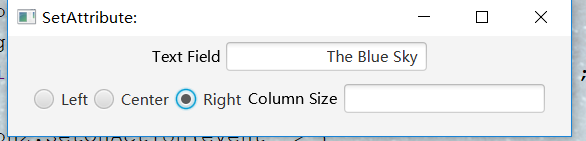 SetAttribute:
Text Field The Blue Sky
Left Center Right Column Size